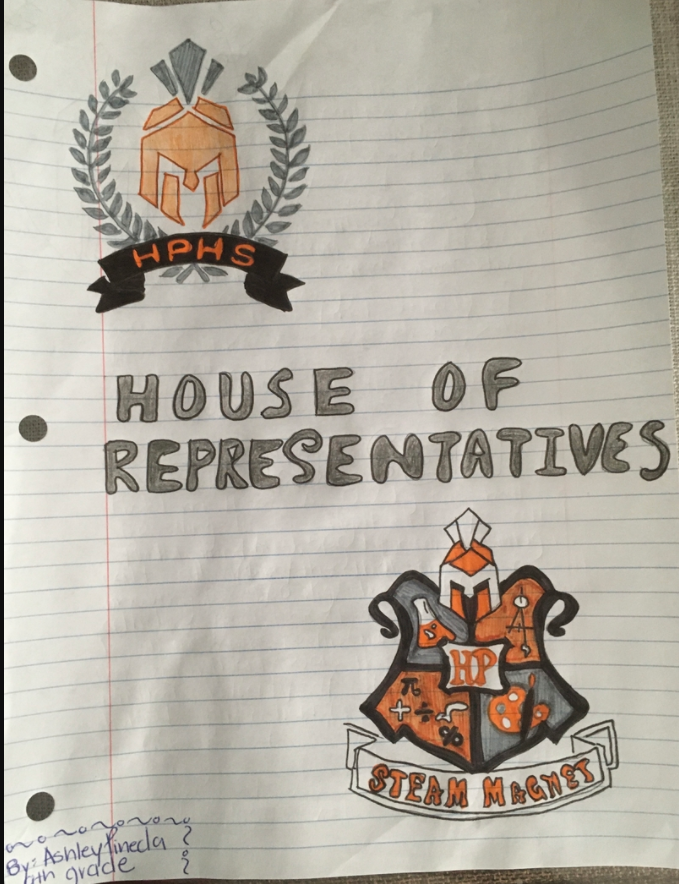 HPHS
HOUSE OF
REPRESENTATIVES
HP
π
+ ÷ √
%
STEAM MAGNET
By: Ashley Pineda
grade